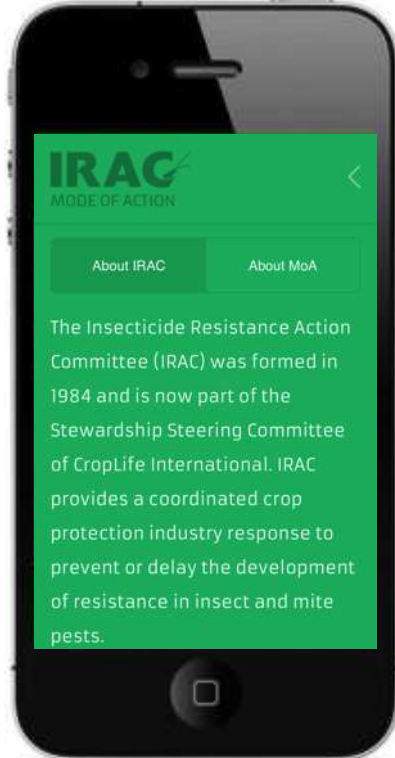 IRAC
MODE OF ACTION
About IRAC
About MoA
The Insecticide Resistance Action
Committee (IRAC) was formed in
1984 and is now part of the
Stewardship Steering Committee
of CropLife International. IRAC
provides a coordinated crop
protection industry response to
prevent or delay the development
of resistance in insect and mite
pests.